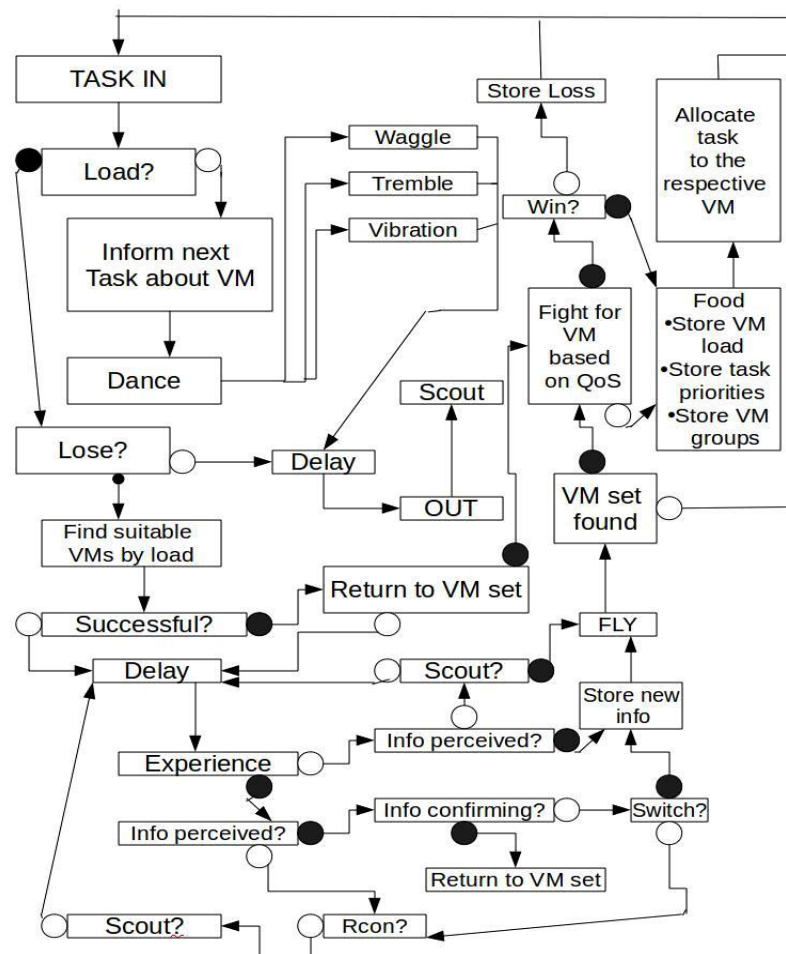 TASK IN
Load?
Inform next
Task about VM
Dance
Waggle
Tremble
Vibration
Store Loss
Win?
Allocate
task
to the
respective
VM
Fight for
VM
based
on QoS
Food
•Store VM
load
•Store task
priorities
•Store VM
groups
Scout
Lose?
Delay
OUT
VM set
found
Find suitable
VMs by load
Return to VM set
Successful?
FLY
Delay
Scout?
Store new
info
Experience
Info perceived?
Info perceived?
Info confirming?
Switch?
Return to VM set
Scout?
Rcon?